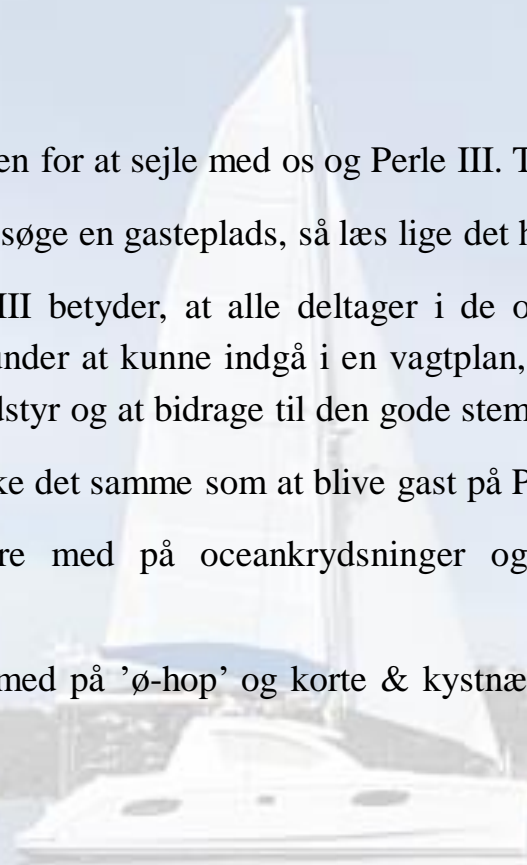 en for at sejle med os og Perle III. T
søge en gasteplads, så læs lige det h
III betyder, at alle deltager i de o
under at kunne indgå i en vagtplan,
dstyr og at bidrage til den gode stem
ke det samme som at blive gast på P
re med på oceankrydsninger og
med på ’ø-hop’ og korte & kystnæ